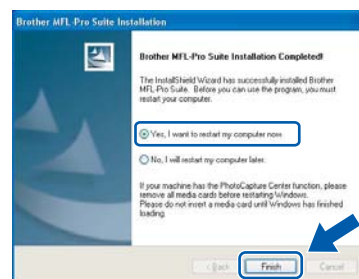 Brother MFL-Pro Suite Installation
Brother MFL-Pro Suite Installation Completed!
The InstallShield Wizard has successfully installed Brother
MFL-Pro Suite. Before you can use the program, you must
restart your computer.
Yes, I want to restart my computer now.
No, I will restart my computer later.
If your machine has the PhotoCapture Center function, please
remove all media cards before restarting Windows.
Please do not insert a media card until Windows has finished
loading.
< Back Finish Cancel